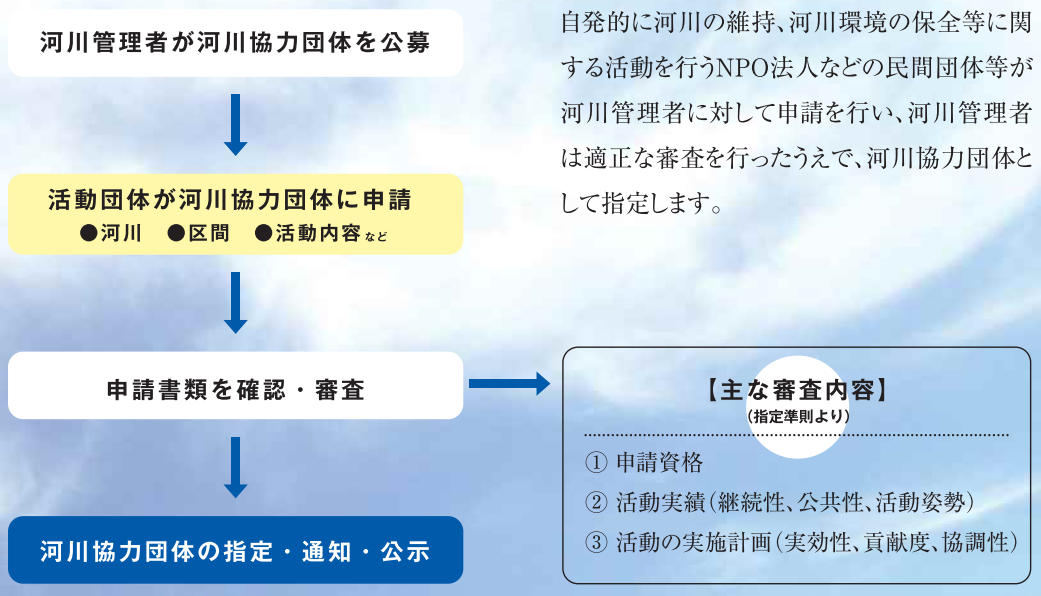 河川管理者が河川協力団体を公募
活動団体が河川協力団体に申請
●河川 ●区間 ●活動内容など
申請書類を確認・審査
河川協力団体の指定・通知・公示
自発的に河川の維持、河川環境の保全等に関
する活動を行うNPO法人などの民間団体等が
河川管理者に対して申請を行い、河川管理者
は適正な審査を行ったうえで、河川協力団体と
して指定します。
【主な審査内容】
(指定準則より)
① 申請資格
② 活動実績(継続性、公共性、活動姿勢)
③ 活動の実施計画(実効性、貢献度、協調性)